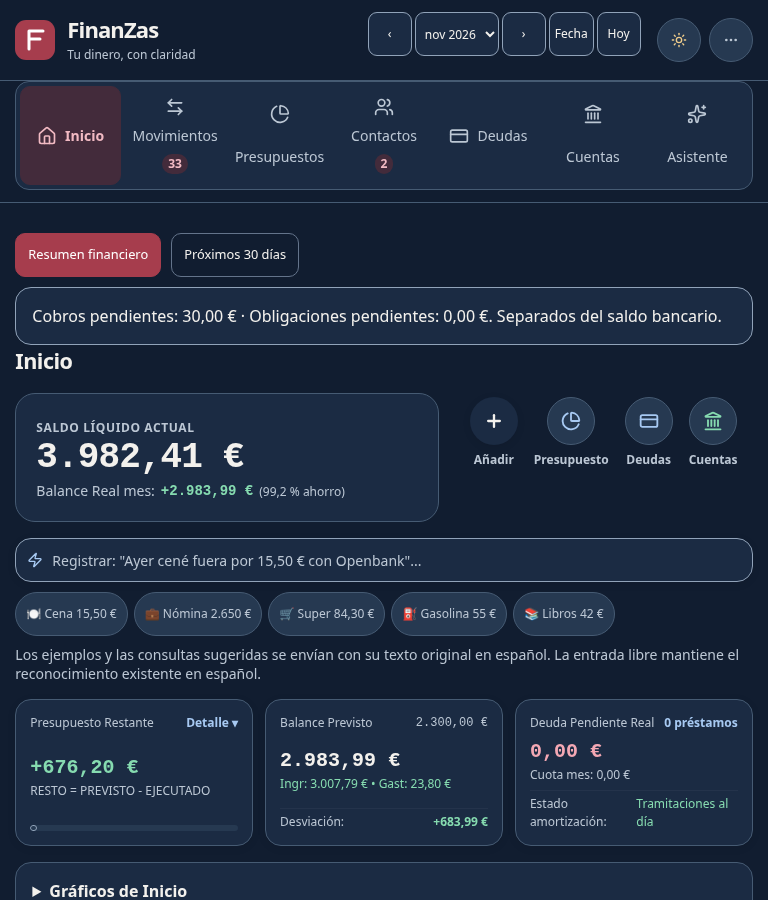 FinanZas
Tu dinero, con claridad
‹
nov 2026
›
Fecha
Hoy
···
Inicio
Movimientos
33
Presupuestos
Contactos
2
Deudas
Cuentas
Asistente
Resumen financiero
Próximos 30 días
Cobros pendientes: 30,00 € · Obligaciones pendientes: 0,00 €. Separados del saldo bancario.
Inicio
SALDO LÍQUIDO ACTUAL
3.982,41 €
Balance Real mes: +2.983,99 € (99,2 % ahorro)
Añadir
Presupuesto
Deudas
Cuentas
Registrar: "Ayer cené fuera por 15,50 € con Openbank"...
🍽️ Cena 15,50 €
💼 Nómina 2.650 €
🛒 Super 84,30 €
⛽ Gasolina 55 €
📚 Libros 42 €
Los ejemplos y las consultas sugeridas se envían con su texto original en español. La entrada libre mantiene el
reconocimiento existente en español.
Presupuesto Restante
Detalle ▾
+676,20 €
RESTO = PREVISTO - EJECUTADO
Balance Previsto
2.300,00 €
2.983,99 €
Ingr: 3.007,79 € • Gast: 23,80 €
Desviación:
+683,99 €
Deuda Pendiente Real
0 préstamos
0,00 €
Cuota mes: 0,00 €
Estado
amortización:
Tramitaciones al
día
▶ Gráficos de Inicio